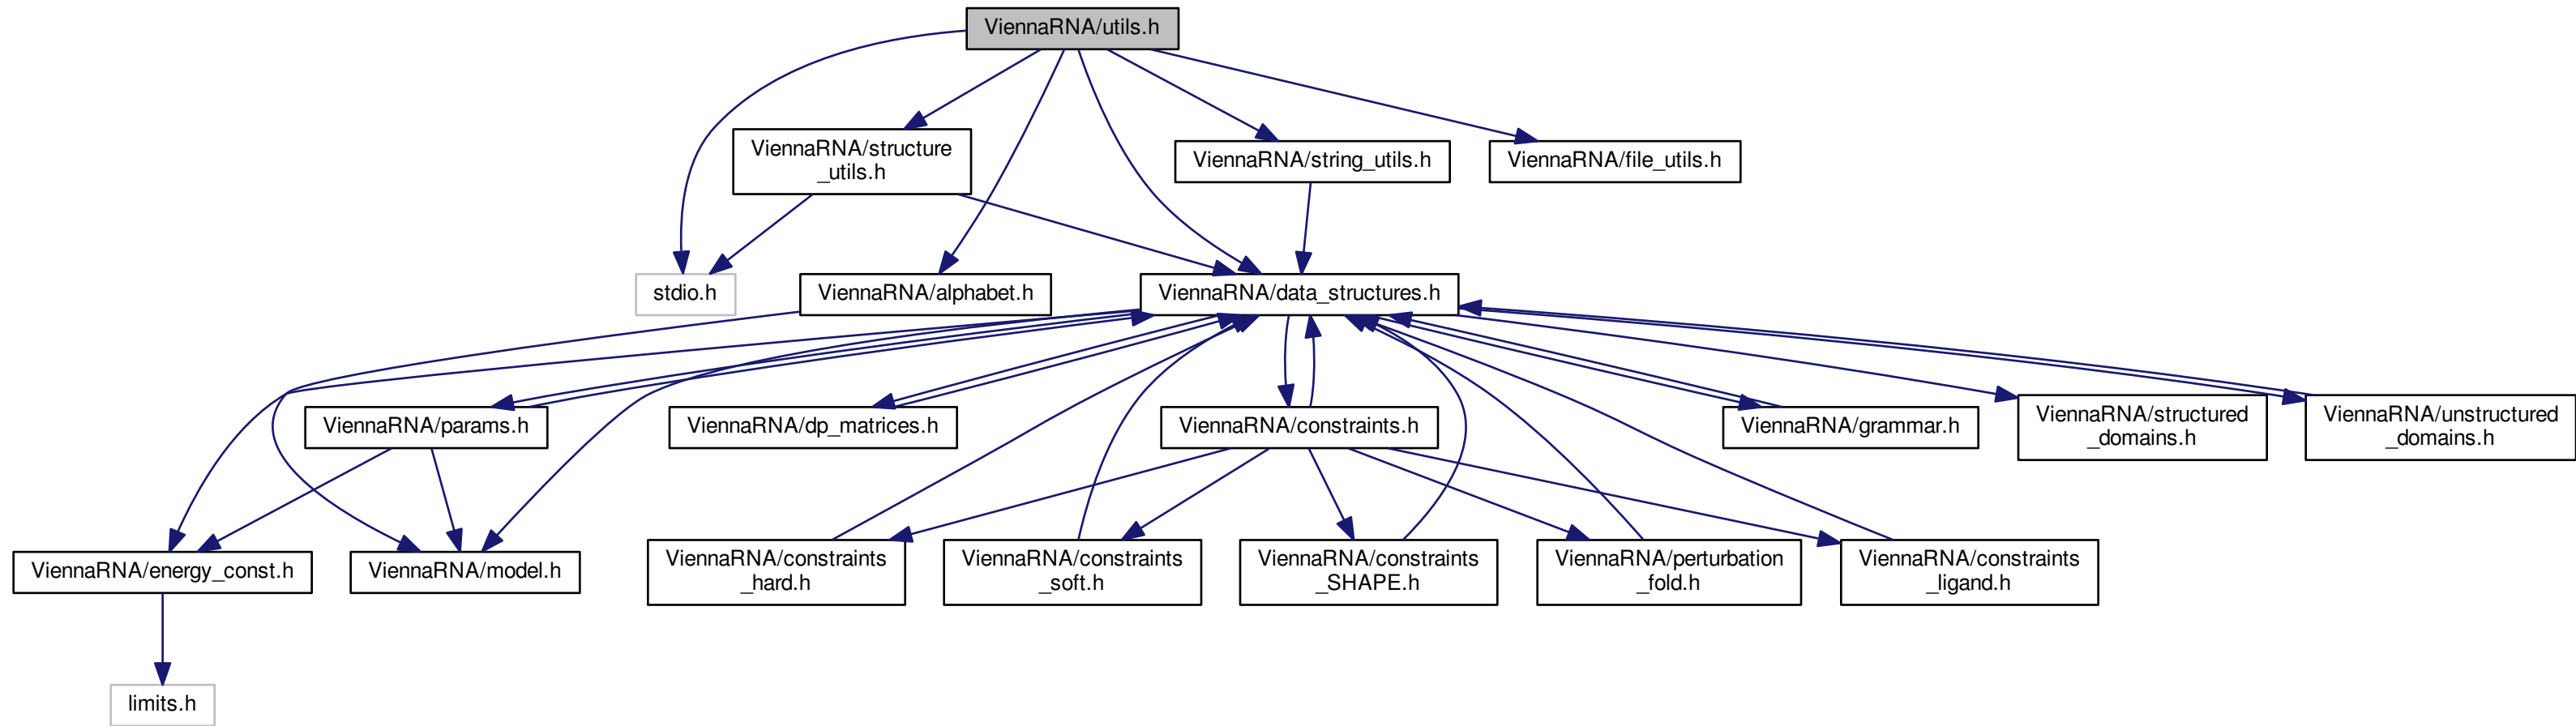 ViennaRNA/utils.h
ViennaRNA/structure
_utils.h
ViennaRNA/string_utils.h
ViennaRNA/file_utils.h
stdio.h
ViennaRNA/alphabet.h
ViennaRNA/data_structures.h
ViennaRNA/params.h
ViennaRNA/dp_matrices.h
ViennaRNA/constraints.h
ViennaRNA/grammar.h
ViennaRNA/structured
_domains.h
ViennaRNA/unstructured
_domains.h
ViennaRNA/energy_const.h
ViennaRNA/model.h
ViennaRNA/constraints
_hard.h
ViennaRNA/constraints
_soft.h
ViennaRNA/constraints
_SHAPE.h
ViennaRNA/perturbation
_fold.h
ViennaRNA/constraints
_ligand.h
limits.h